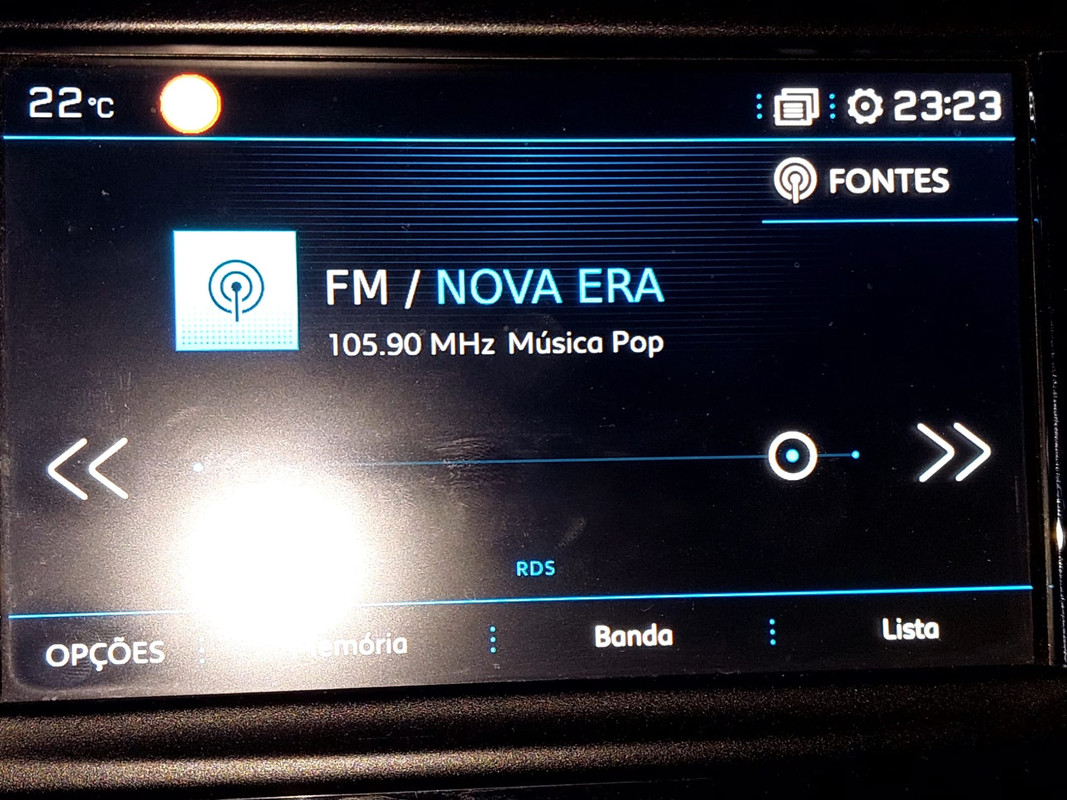 22°C 23:23
FONTES
FM / NOVA ERA
105.90 MHz Música Pop
RDS
OPÇÕES Banda Lista